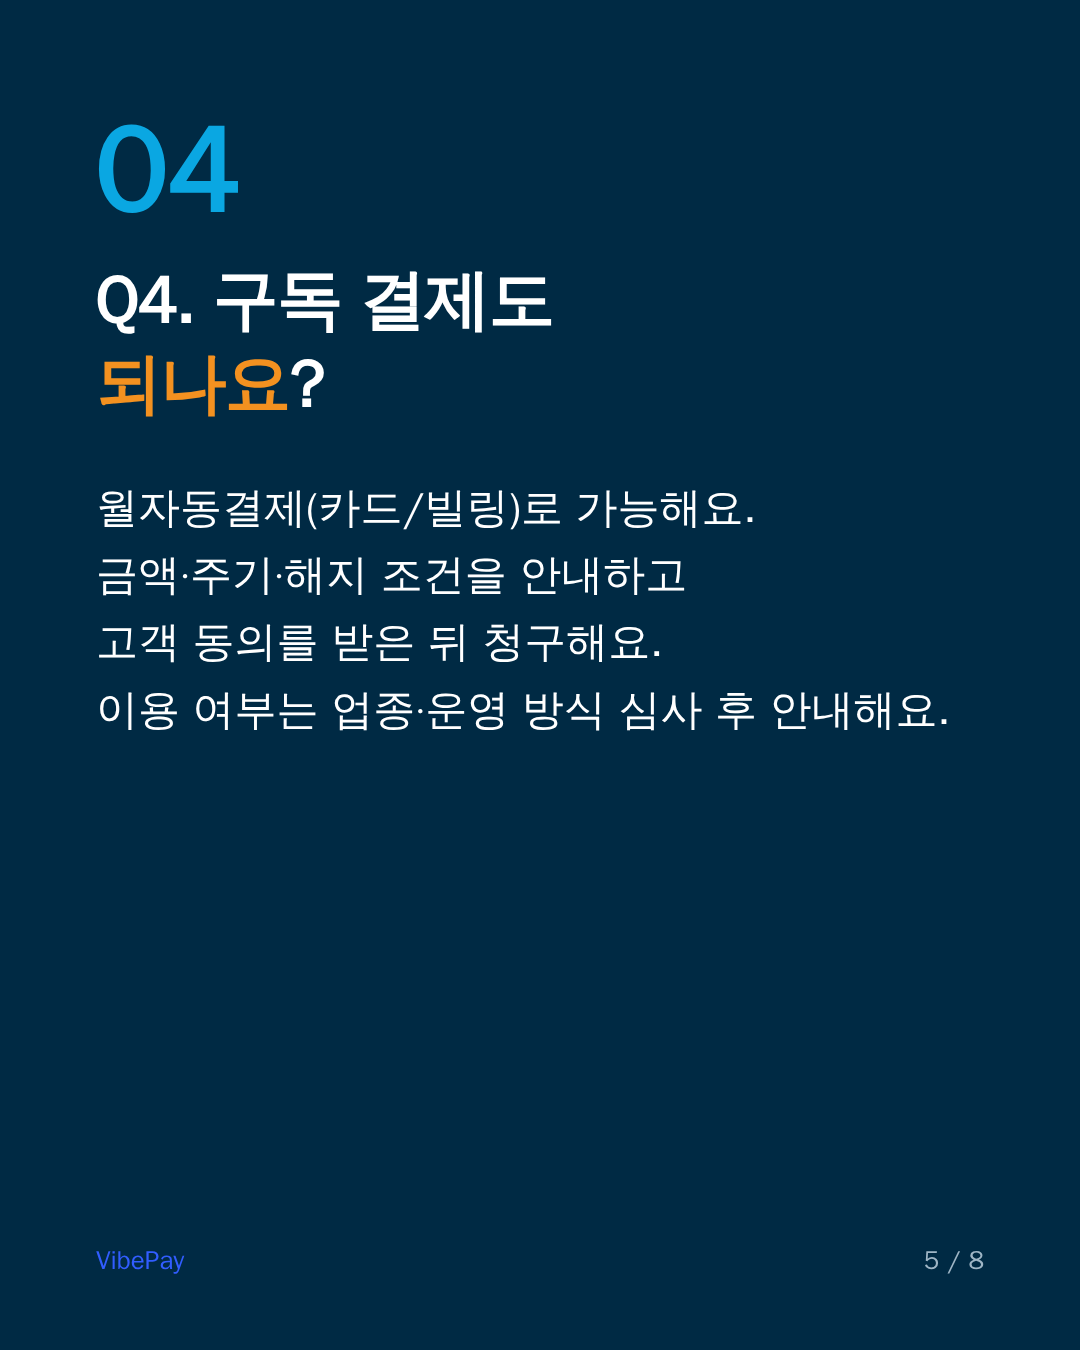 04
Q4. 구독 결제도
되나요?
월자동결제(카드/빌링)로 가능해요.
금액·주기·해지 조건을 안내하고
고객 동의를 받은 뒤 청구해요.
이용 여부는 업종·운영 방식 심사 후 안내해요.
VibePay
5 / 8